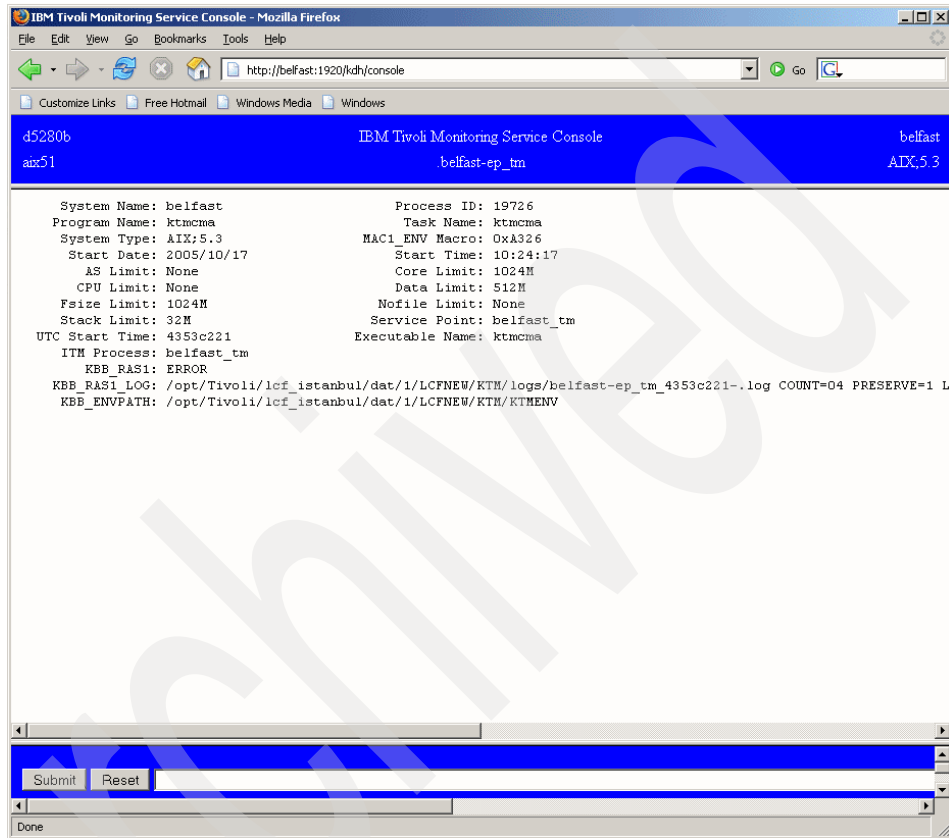 IBM Tivoli Monitoring Service Console - Mozilla Firefox
File Edit View Go Bookmarks Tools Help
http://belfast:1920/kdh/console Go G
Customize Links Free Hotmail Windows Media Windows
d5280b IBM Tivoli Monitoring Service Console belfast
aix51 .belfast-ep_tm AIX;5.3
System Name: belfast Process ID: 19726
Program Name: ktmcma Task Name: ktmcma
System Type: AIX;5.3 MAC1_ENV Macro: 0xA326
Start Date: 2005/10/17 Start Time: 10:24:17
AS Limit: None Core Limit: 1024M
CPU Limit: None Data Limit: 512M
Fsize Limit: 1024M Nofile Limit: None
Stack Limit: 32M Service Point: belfast_tm
UTC Start Time: 4353c221 Executable Name: ktmcma
ITM Process: belfast_tm
KBB_RAS1: ERROR
KBB_RAS1_LOG: /opt/Tivoli/lcf_istanbul/dat/1/LCFNEW/KTM/logs/belfast-ep_tm_4353c221-.log COUNT=04 PRESERVE=1 L
KBB_ENVPATH: /opt/Tivoli/lcf_istanbul/dat/1/LCFNEW/KTM/KTMENV
rchived
Submit Reset
Done